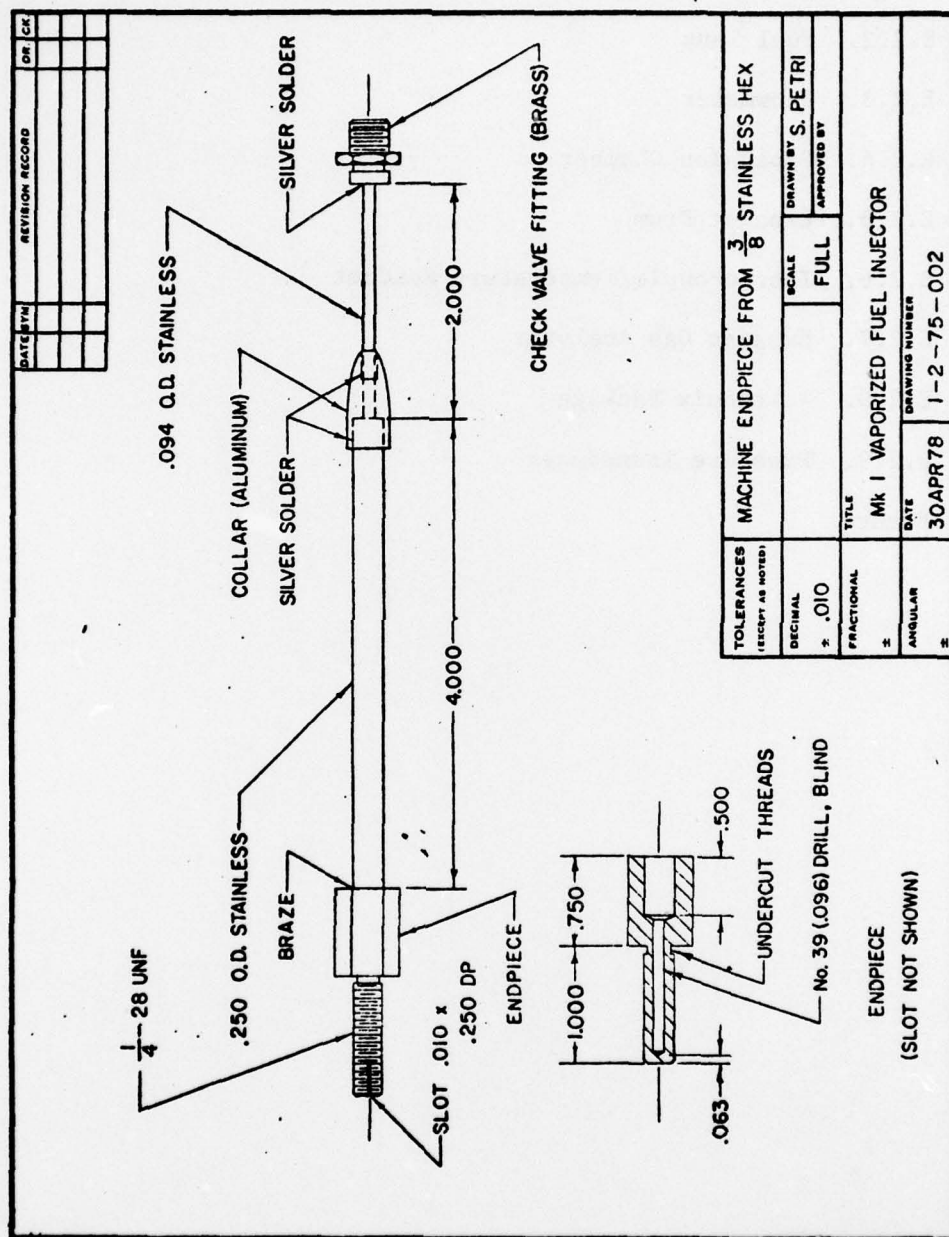 DATE
SYM
REVISION RECORD
DR.
CK
1/4 — 28 UNF
.250 O.D. STAINLESS
BRAZE
SLOT .010 x
.250 DP
ENDPIECE
.094 O.D. STAINLESS
COLLAR (ALUMINUM)
SILVER SOLDER
SILVER SOLDER
4.000
2.000
CHECK VALVE FITTING (BRASS)
1.000
.750
.500
.063
UNDERCUT THREADS
No. 39 (.096) DRILL, BLIND
ENDPIECE
(SLOT NOT SHOWN)
TOLERANCES
(EXCEPT AS NOTED)
DECIMAL
± .010
FRACTIONAL
±
ANGULAR
±
MACHINE ENDPIECE FROM 3/8 STAINLESS HEX
SCALE
FULL
DRAWN BY S. PETRI
APPROVED BY
TITLE
Mk I VAPORIZED FUEL INJECTOR
DATE
30APR78
DRAWING NUMBER
1-2-75-002